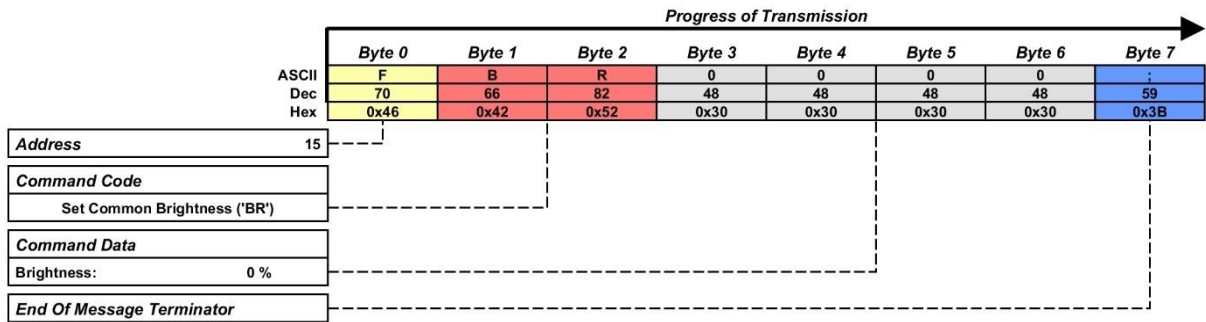 Progress of Transmission
Byte 0 Byte 1 Byte 2 Byte 3 Byte 4 Byte 5 Byte 6 Byte 7
ASCII F B R 0 0 0 0 ;
Dec 70 66 82 48 48 48 48 59
Hex 0x46 0x42 0x52 0x30 0x30 0x30 0x30 0x3B
Address 15
Command Code
Set Common Brightness ('BR')
Command Data
Brightness: 0 %
End Of Message Terminator